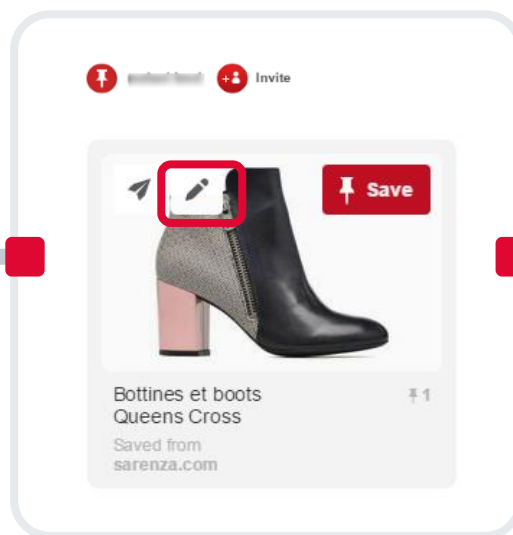 Invite
Save
Bottines et boots
Queens Cross
1
Saved from
sarenza.com